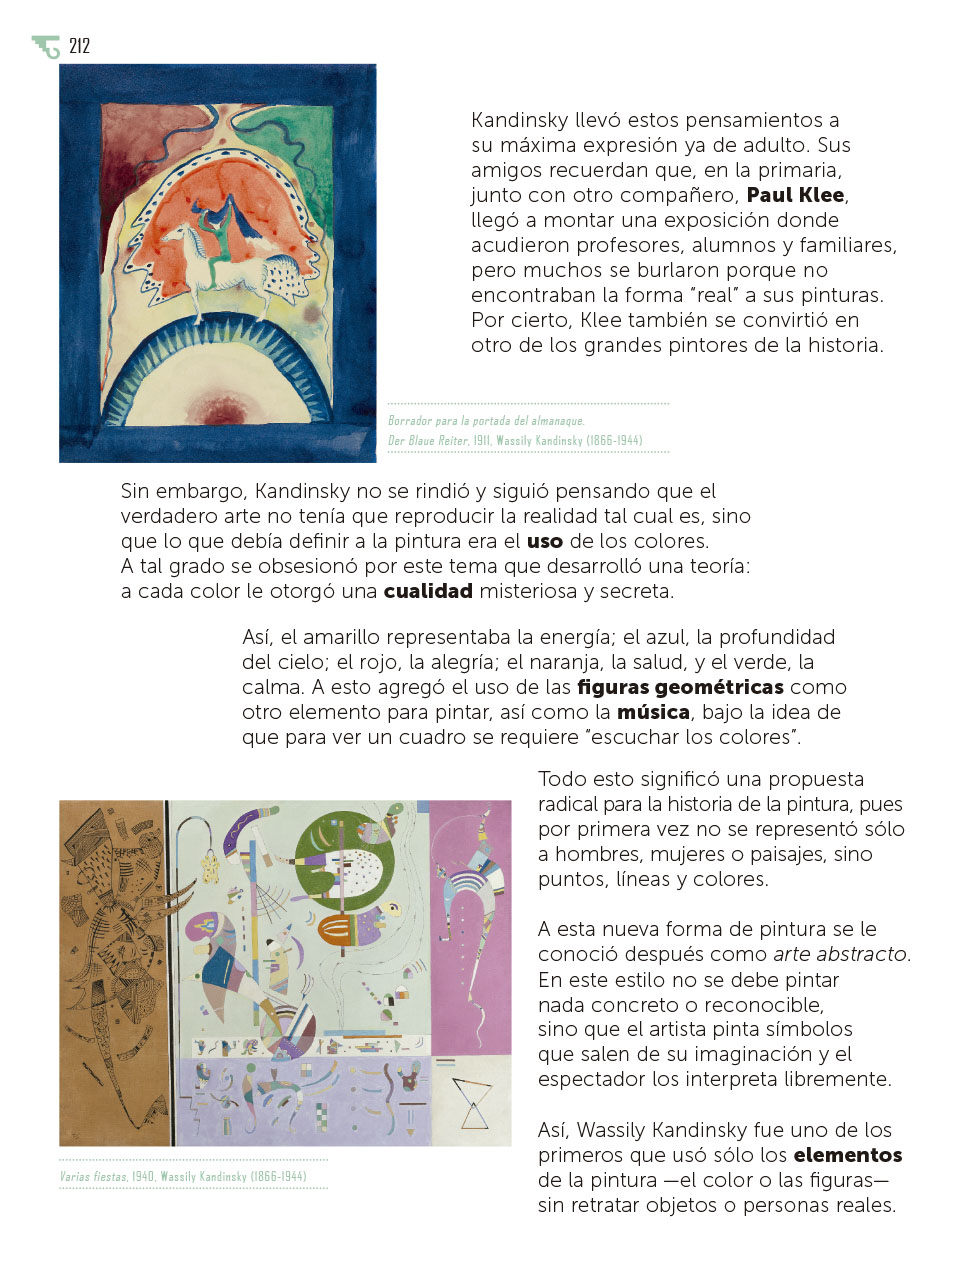 212
Kandinsky llevó estos pensamientos a
su máxima expresión ya de adulto. Sus
amigos recuerdan que, en la primaria,
junto con otro compañero, Paul Klee,
llegó a montar una exposición donde
acudieron profesores, alumnos y familiares,
pero muchos se burlaron porque no
encontraban la forma “real” a sus pinturas.
Por cierto, Klee también se convirtió en
otro de los grandes pintores de la historia.
Borrador para la portada del almanaque.
Der Blaue Reiter, 1911, Wassily Kandinsky (1866-1944)
Sin embargo, Kandinsky no se rindió y siguió pensando que el
verdadero arte no tenía que reproducir la realidad tal cual es, sino
que lo que debía definir a la pintura era el uso de los colores.
A tal grado se obsesionó por este tema que desarrolló una teoría:
a cada color le otorgó una cualidad misteriosa y secreta.
Así, el amarillo representaba la energía; el azul, la profundidad
del cielo; el rojo, la alegría; el naranja, la salud, y el verde, la
calma. A esto agregó el uso de las figuras geométricas como
otro elemento para pintar, así como la música, bajo la idea de
que para ver un cuadro se requiere “escuchar los colores”.
Todo esto significó una propuesta
radical para la historia de la pintura, pues
por primera vez no se representó sólo
a hombres, mujeres o paisajes, sino
puntos, líneas y colores.
A esta nueva forma de pintura se le
conoció después como arte abstracto.
En este estilo no se debe pintar
nada concreto o reconocible,
sino que el artista pinta símbolos
que salen de su imaginación y el
espectador los interpreta libremente.
Así, Wassily Kandinsky fue uno de los
primeros que usó sólo los elementos
de la pintura —el color o las figuras—
sin retratar objetos o personas reales.
Varias fiestas, 1940, Wassily Kandinsky (1866-1944)